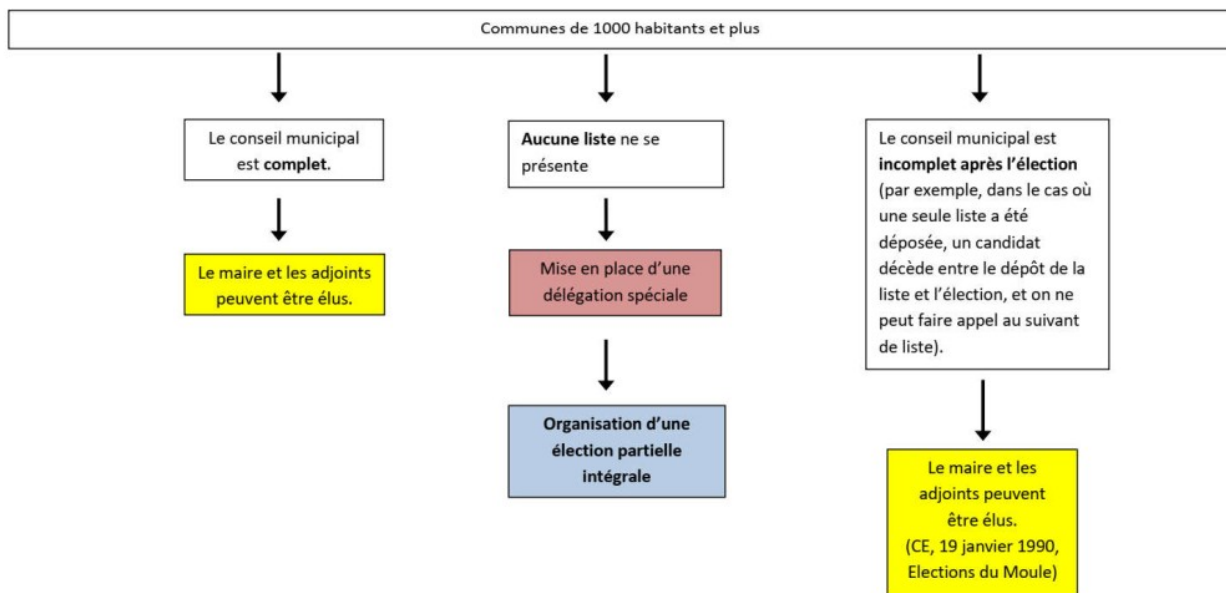 Communes de 1000 habitants et plus
Le conseil municipal
est complet.
Le maire et les adjoints
peuvent être élus.
Aucune liste ne se
présente
Mise en place d’une
délégation spéciale
Organisation d’une
élection partielle
intégrale
Le conseil municipal est
incomplet après l’élection
(par exemple, dans le cas où
une seule liste a été
déposée, un candidat
décède entre le dépôt de la
liste et l’élection, et on ne
peut faire appel au suivant
de liste).
Le maire et les
adjoints peuvent
être élus.
(CE, 19 janvier 1990,
Elections du Moule)